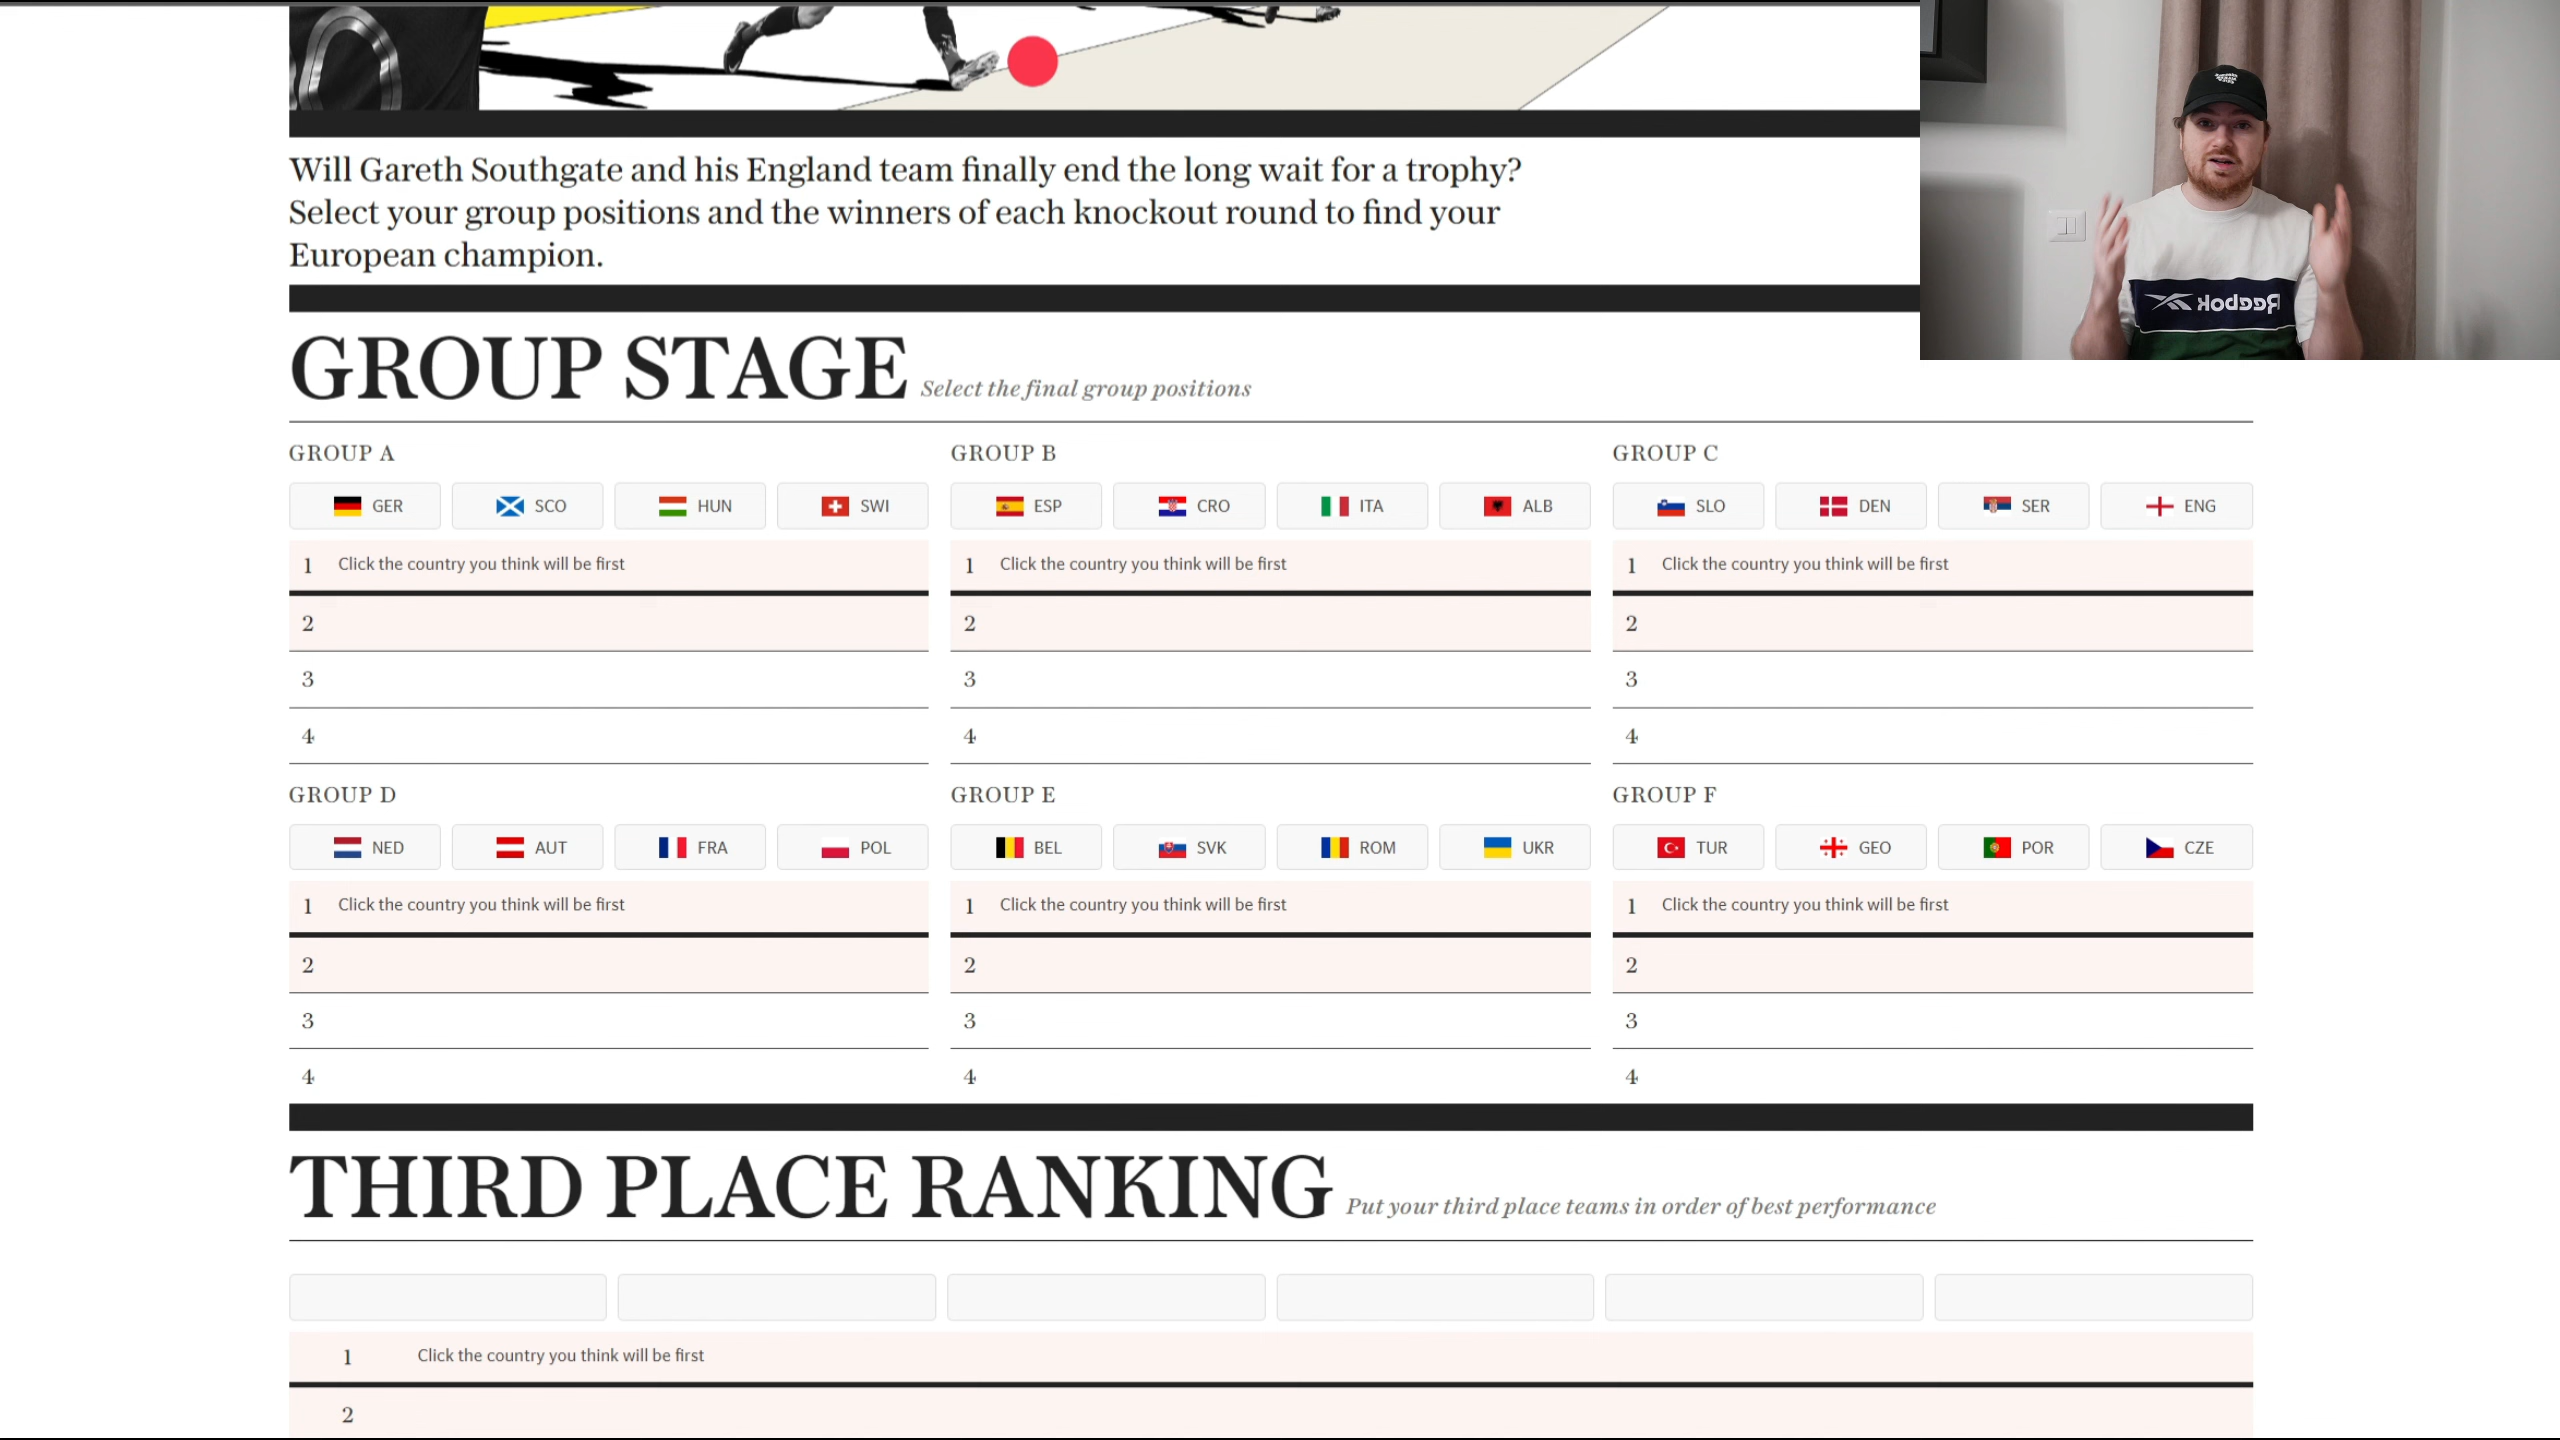 Will Gareth Southgate and his England team finally end the long wait for a trophy?
Select your group positions and the winners of each knockout round to find your
European champion.
Reebok
GROUP STAGE Select the final group positions
GROUP A
GER SCO HUN SWI
1 Click the country you think will be first
2
3
4
GROUP B
ESP CRO ITA ALB
1 Click the country you think will be first
2
3
4
GROUP C
SLO DEN SER ENG
1 Click the country you think will be first
2
3
4
GROUP D
NED AUT FRA POL
1 Click the country you think will be first
2
3
4
GROUP E
BEL SVK ROM UKR
1 Click the country you think will be first
2
3
4
GROUP F
TUR GEO POR CZE
1 Click the country you think will be first
2
3
4
THIRD PLACE RANKING Put your third place teams in order of best performance
1 Click the country you think will be first
2